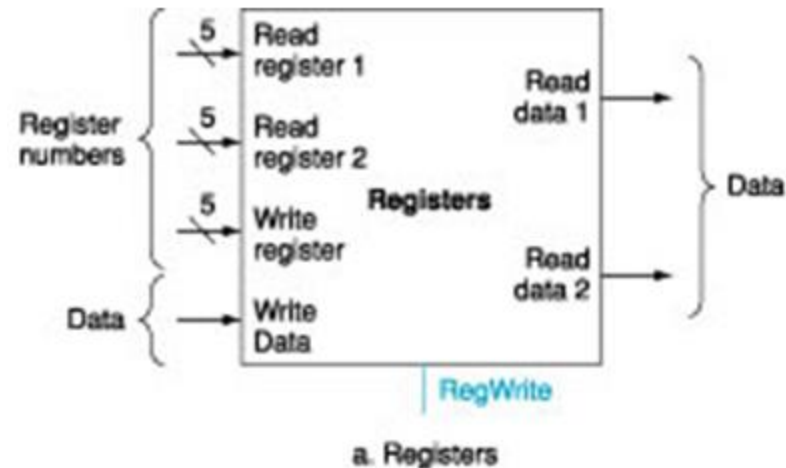 5
Read
register 1
5
Read
register 2
Register
numbers
5
Write
register
Data
Write
Data
Registers
Read
data 1
Read
data 2
Data
RegWrite
a. Registers